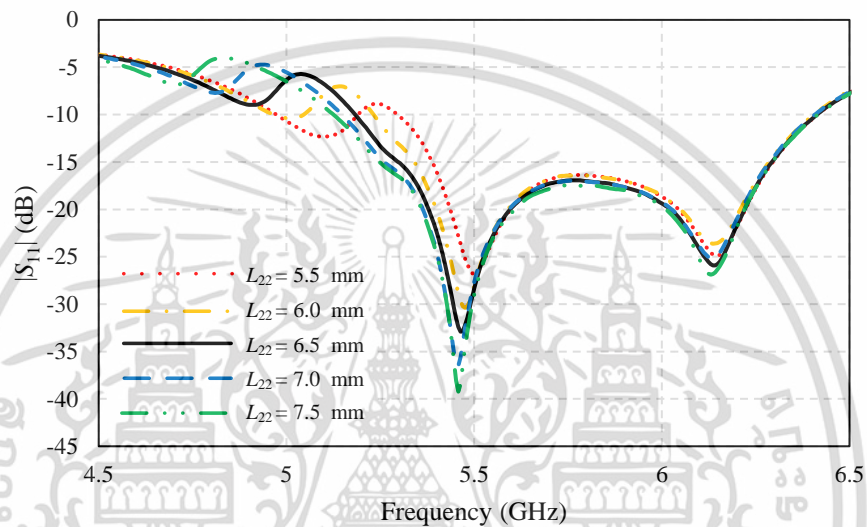 0
-5
-10
-15
-20
-25
-30
-35
-40
-45
|S11| (dB)
L22 = 5.5 mm
L22 = 6.0 mm
L22 = 6.5 mm
L22 = 7.0 mm
L22 = 7.5 mm
4.5 5 5.5 6 6.5
Frequency (GHz)